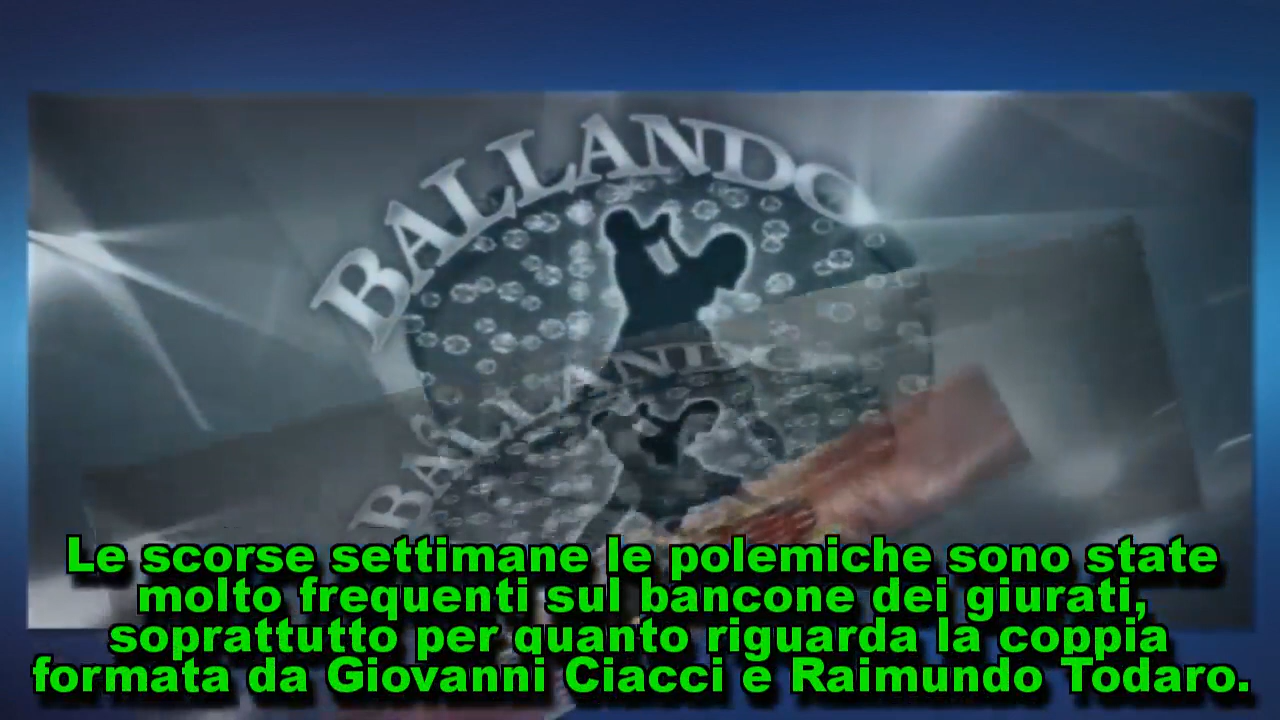 BALLANDO
BALLANDO
Le scorse settimane le polemiche sono state
molto frequenti sul bancone dei giurati,
soprattutto per quanto riguarda la coppia
formata da Giovanni Ciacci e Raimundo Todaro.